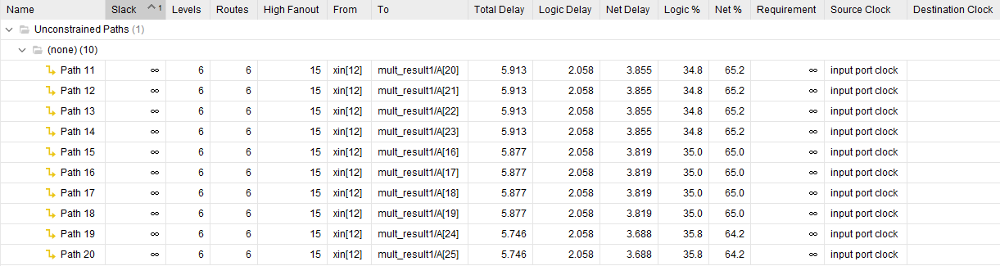 Name Slack 1 Levels Routes High Fanout From To Total Delay Logic Delay Net Delay Logic % Net % Requirement Source Clock Destination Clock
Unconstrained Paths (1)
(none) (10)
Path 11 ∞ 6 6 15 xin[12] mult_result1/A[20] 5.913 2.058 3.855 34.8 65.2 ∞ input port clock
Path 12 ∞ 6 6 15 xin[12] mult_result1/A[21] 5.913 2.058 3.855 34.8 65.2 ∞ input port clock
Path 13 ∞ 6 6 15 xin[12] mult_result1/A[22] 5.913 2.058 3.855 34.8 65.2 ∞ input port clock
Path 14 ∞ 6 6 15 xin[12] mult_result1/A[23] 5.913 2.058 3.855 34.8 65.2 ∞ input port clock
Path 15 ∞ 6 6 15 xin[12] mult_result1/A[16] 5.877 2.058 3.819 35.0 65.0 ∞ input port clock
Path 16 ∞ 6 6 15 xin[12] mult_result1/A[17] 5.877 2.058 3.819 35.0 65.0 ∞ input port clock
Path 17 ∞ 6 6 15 xin[12] mult_result1/A[18] 5.877 2.058 3.819 35.0 65.0 ∞ input port clock
Path 18 ∞ 6 6 15 xin[12] mult_result1/A[19] 5.877 2.058 3.819 35.0 65.0 ∞ input port clock
Path 19 ∞ 6 6 15 xin[12] mult_result1/A[24] 5.746 2.058 3.688 35.8 64.2 ∞ input port clock
Path 20 ∞ 6 6 15 xin[12] mult_result1/A[25] 5.746 2.058 3.688 35.8 64.2 ∞ input port clock